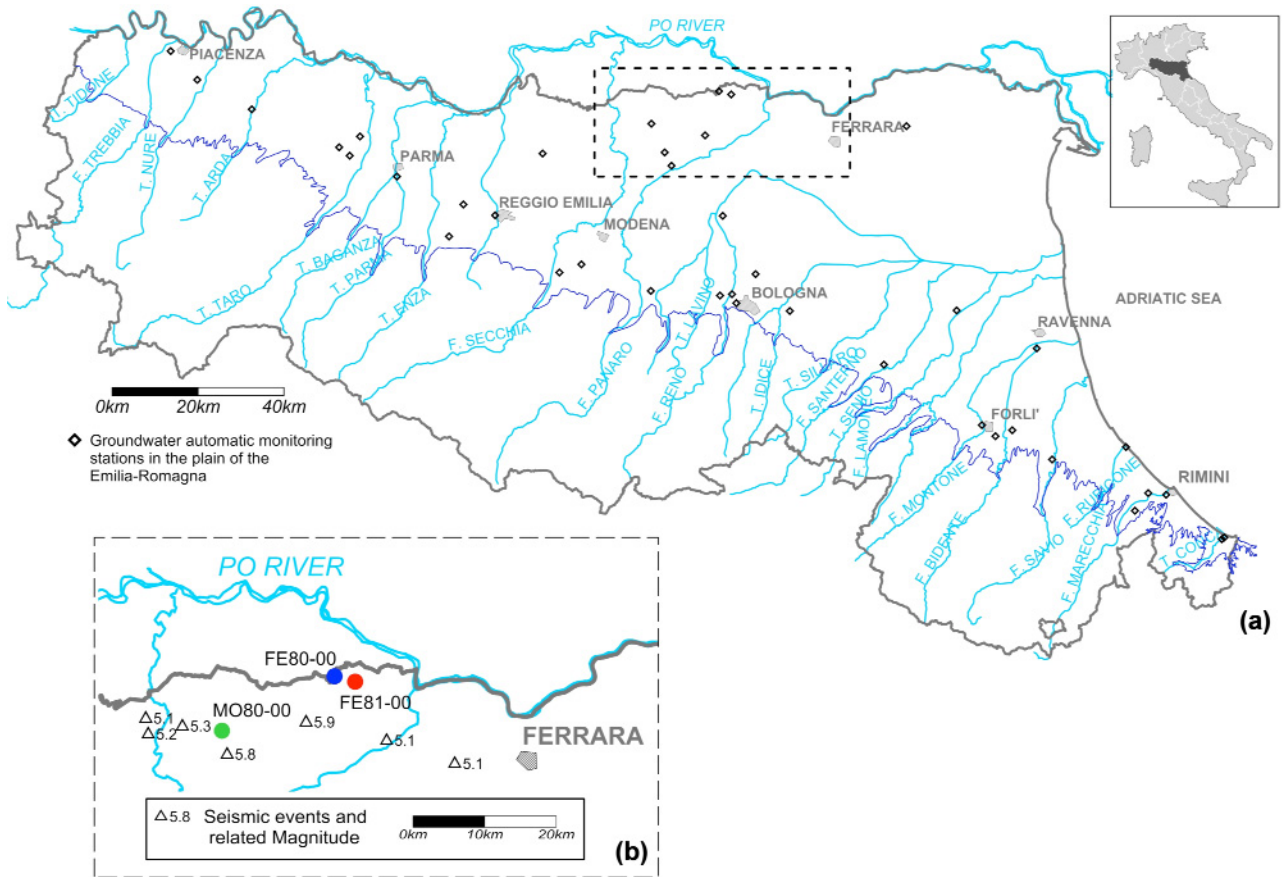 PO RIVER
PIACENZA
T. TIDONE
F. TREBBIA
T. NURE
T. ARDA
PARMA
FERRARA
REGGIO EMILIA
MODENA
T. BAGANZA
T. PARMA
T. ENZA
T. TARO
F. SECCHIA
F. PANARO
F. RENO
T. LAVINO
BOLOGNA
T. IDICE
T. SILLARO
F. SANTERNO
T. SENIO
F. LAMON
ADRIATIC SEA
RAVENNA
FORLI'
F. MONTONE
F. BIDENTE
F. SAVIO
F. RUBICONE
F. MARECCHIA
RIMINI
T. CONCA
0km 20km 40km
Groundwater automatic monitoring
stations in the plain of the
Emilia-Romagna
(a)
PO RIVER
FE80-00
FE81-00
MO80-00
5.1
5.2
5.3
5.9
5.8
5.1
5.1
FERRARA
5.8 Seismic events and
related Magnitude
0km 10km 20km
(b)